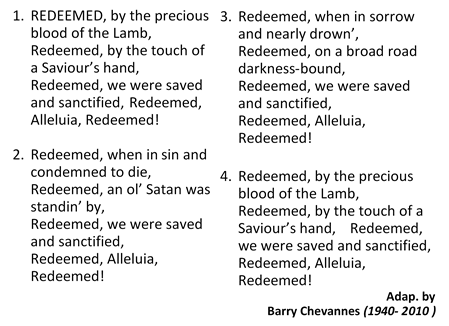 1. REDEEMED, by the precious
blood of the Lamb,
Redeemed, by the touch of
a Saviour’s hand,
Redeemed, we were saved
and sanctified, Redeemed,
Alleluia, Redeemed!
2. Redeemed, when in sin and
condemned to die,
Redeemed, an ol’ Satan was
standin’ by,
Redeemed, we were saved
and sanctified,
Redeemed, Alleluia,
Redeemed!
3. Redeemed, when in sorrow
and nearly drown’,
Redeemed, on a broad road
darkness-bound,
Redeemed, we were saved
and sanctified,
Redeemed, Alleluia,
Redeemed!
4. Redeemed, by the precious
blood of the Lamb,
Redeemed, by the touch of a
Saviour’s hand, Redeemed,
we were saved and sanctified,
Redeemed, Alleluia,
Redeemed!
Adap. by
Barry Chevannes (1940- 2010 )